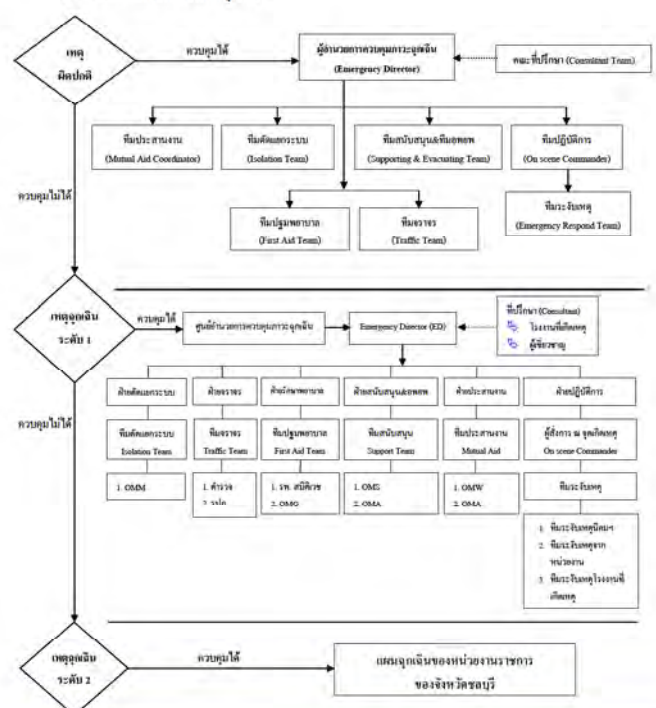 เหตุ
ผิดปกติ
ควบคุมได้
ผู้อำนวยการควบคุมภาวะฉุกเฉิน
(Emergency Director)
คณะที่ปรึกษา (Consultant Team)
ทีมประสานงาน
(Mutual Aid Coordinator)
ทีมตัดแยกระบบ
(Isolation Team)
ทีมสนับสนุน&ทีมอพยพ
(Supporting & Evacuating Team)
ทีมปฏิบัติการ
(On scene Commander)
ควบคุมไม่ได้
ทีมปฐมพยาบาล
(First Aid Team)
ทีมจราจร
(Traffic Team)
ทีมระงับเหตุ
(Emergency Respond Team)
เหตุฉุกเฉิน
ระดับ 1
ควบคุมได้
ศูนย์อำนวยการควบคุมภาวะฉุกเฉิน
Emergency Director (ED)
ที่ปรึกษา (Consultant)
โรงงานที่เกิดเหตุ
ผู้เชี่ยวชาญ
ควบคุมไม่ได้
ฝ่ายตัดแยกระบบ
ฝ่ายจราจร
ฝ่ายรักษาพยาบาล
ฝ่ายสนับสนุน&อพยพ
ฝ่ายประสานงาน
ฝ่ายปฏิบัติการ
ทีมตัดแยกระบบ
Isolation Team
ทีมจราจร
Traffic Team
ทีมปฐมพยาบาล
First Aid Team
ทีมสนับสนุน
Support Team
ทีมประสานงาน
Mutual Aid
ผู้สั่งการ ณ จุดเกิดเหตุ
On scene Commander
1. OMM
1. ตำรวจ
2. รปภ
1. รพ. สมิติเวช
2. OMG
1. OMS
2. OMA
1. OMW
2. OMA
ทีมระงับเหตุ
1. ทีมระงับเหตุนิคมฯ
2. ทีมระงับเหตุจาก
หน่วยงาน
3. ทีมระงับเหตุโรงงานที่
เกิดเหตุ
เหตุฉุกเฉิน
ระดับ 2
ควบคุมได้
แผนฉุกเฉินของหน่วยงานราชการ
ของจังหวัดชลบุรี